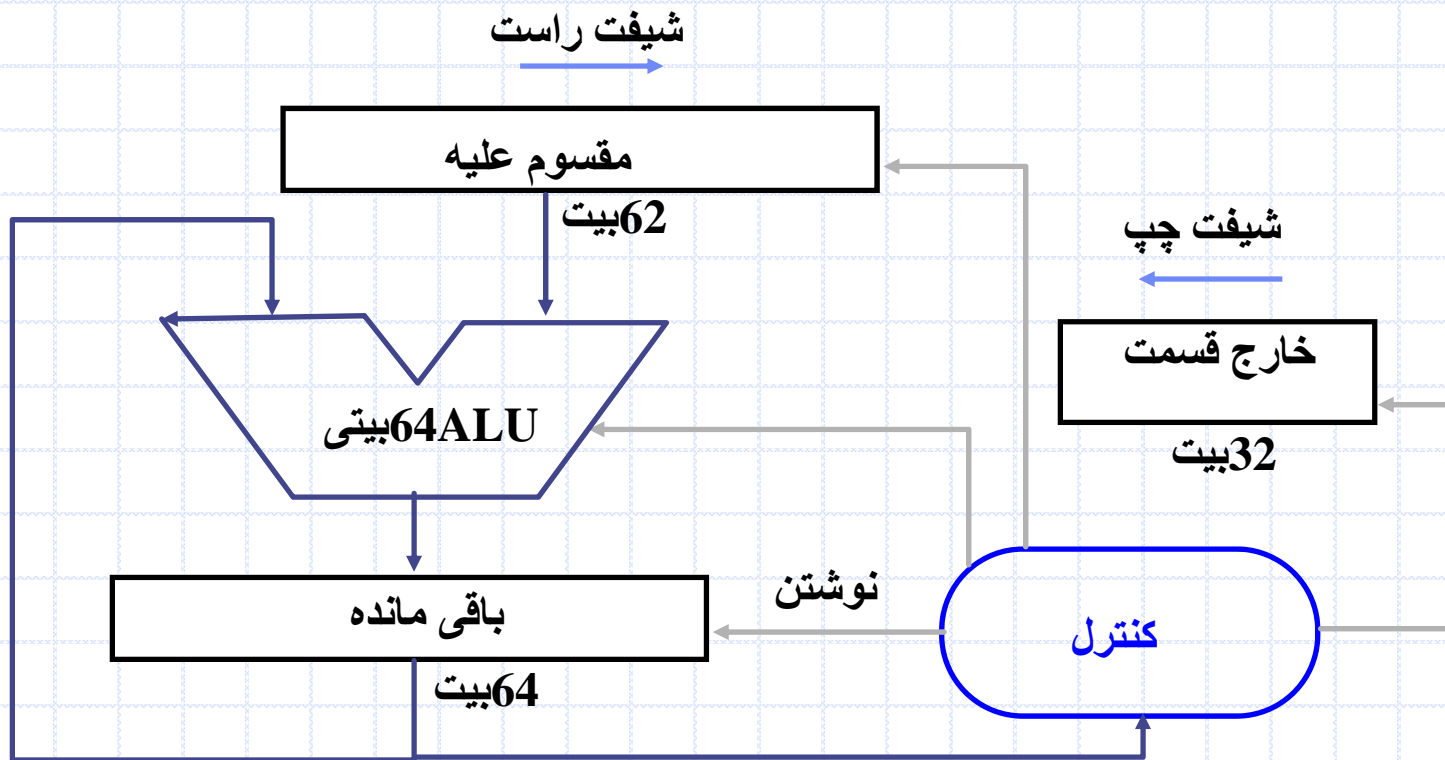 شیفت راست
مقسوم علیه
62بیت
شیفت چپ
خارج قسمت
64ALUبیتی
32بیت
نوشتن
باقی مانده
کنترل
64بیت